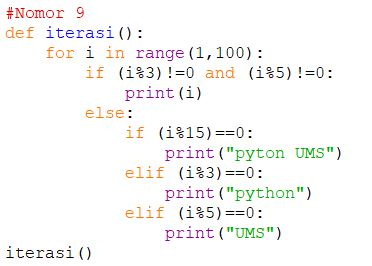 #Nomor 9
def iterasi():
    for i in range(1,100):
        if (i%3)!=0 and (i%5)!=0:
            print(i)
        else:
            if (i%15)==0:
                print("pyton UMS")
            elif (i%3)==0:
                print("python")
            elif (i%5)==0:
                print("UMS")
iterasi()